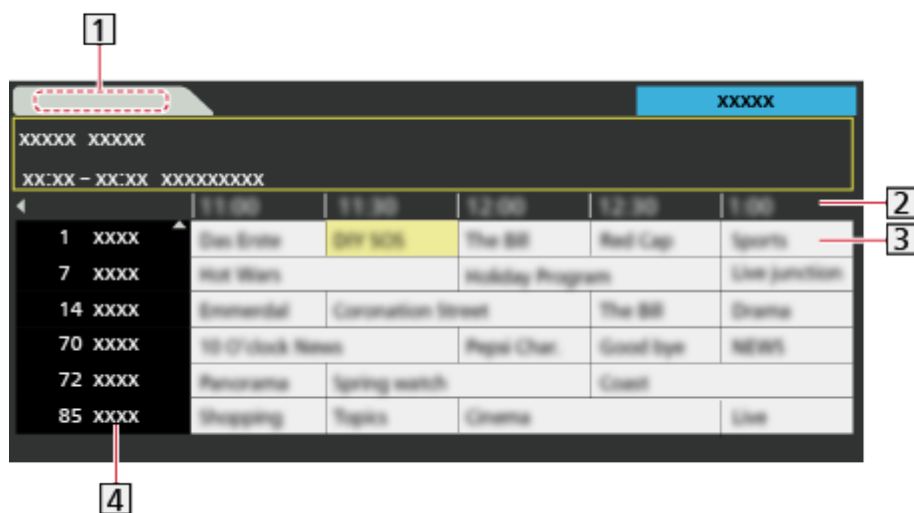 1
xxxxx
xxxxx xxxxx
xx:xx – xx:xx xxxxxxxxx
11:00 11:30 12:00 12:30 1:00 2
1 xxxx DIY SOS The Bill Red Cap Sports 3
7 xxxx Hot Wars Holiday Program Live junction
14 xxxx Emmerdal Coronation Street The Bill Drama
70 xxxx 10 O'clock News Pepsi Char. Good bye NEWS
72 xxxx Panorama Spring watch Coast
85 xxxx Shopping Topics Cinema Live
4